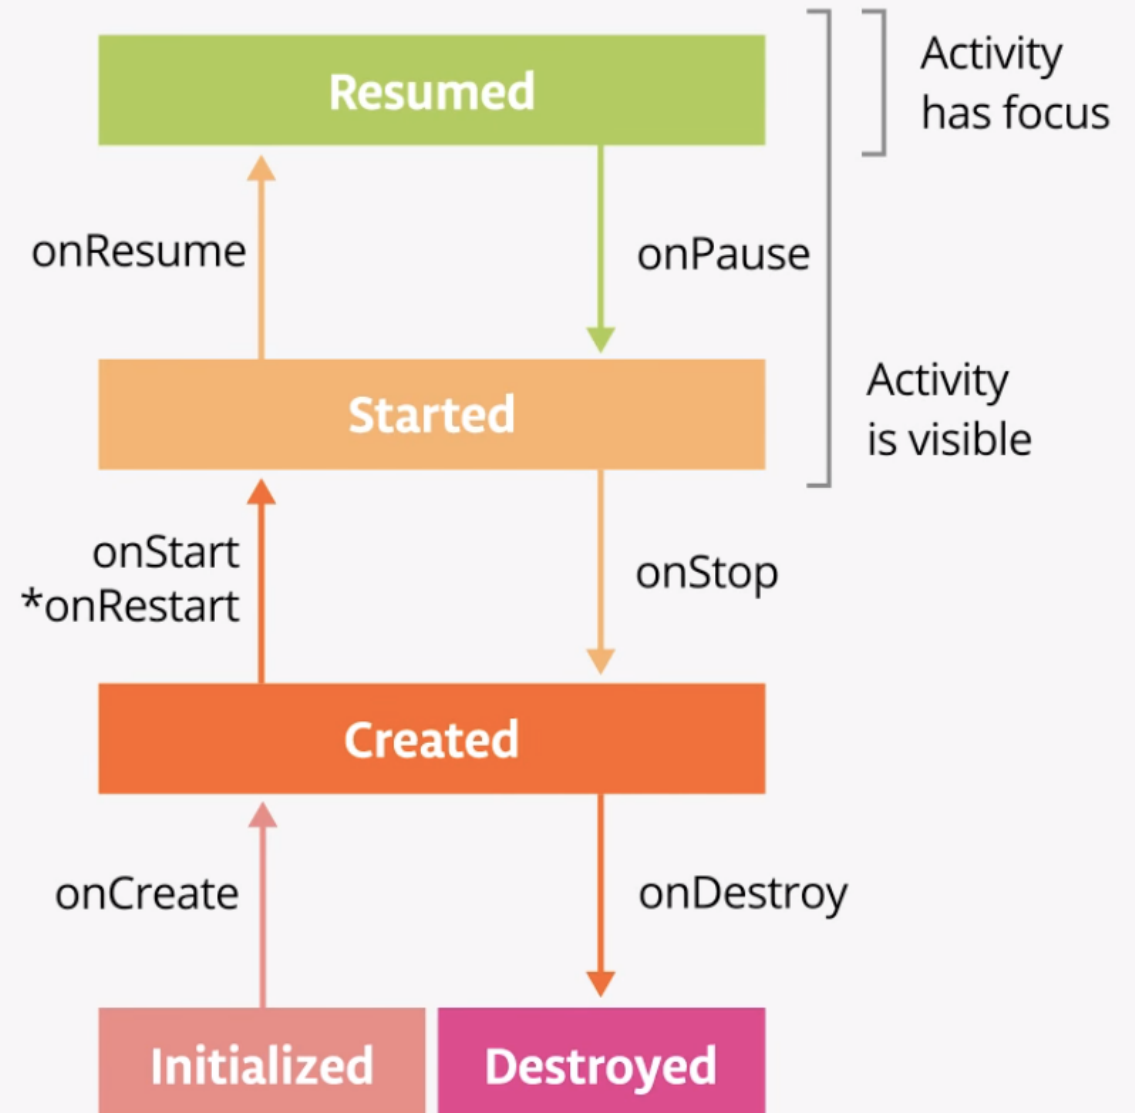 Resumed
Activity
has focus
onResume
onPause
Started
Activity
is visible
onStart
*onRestart
onStop
Created
onCreate
onDestroy
Initialized
Destroyed